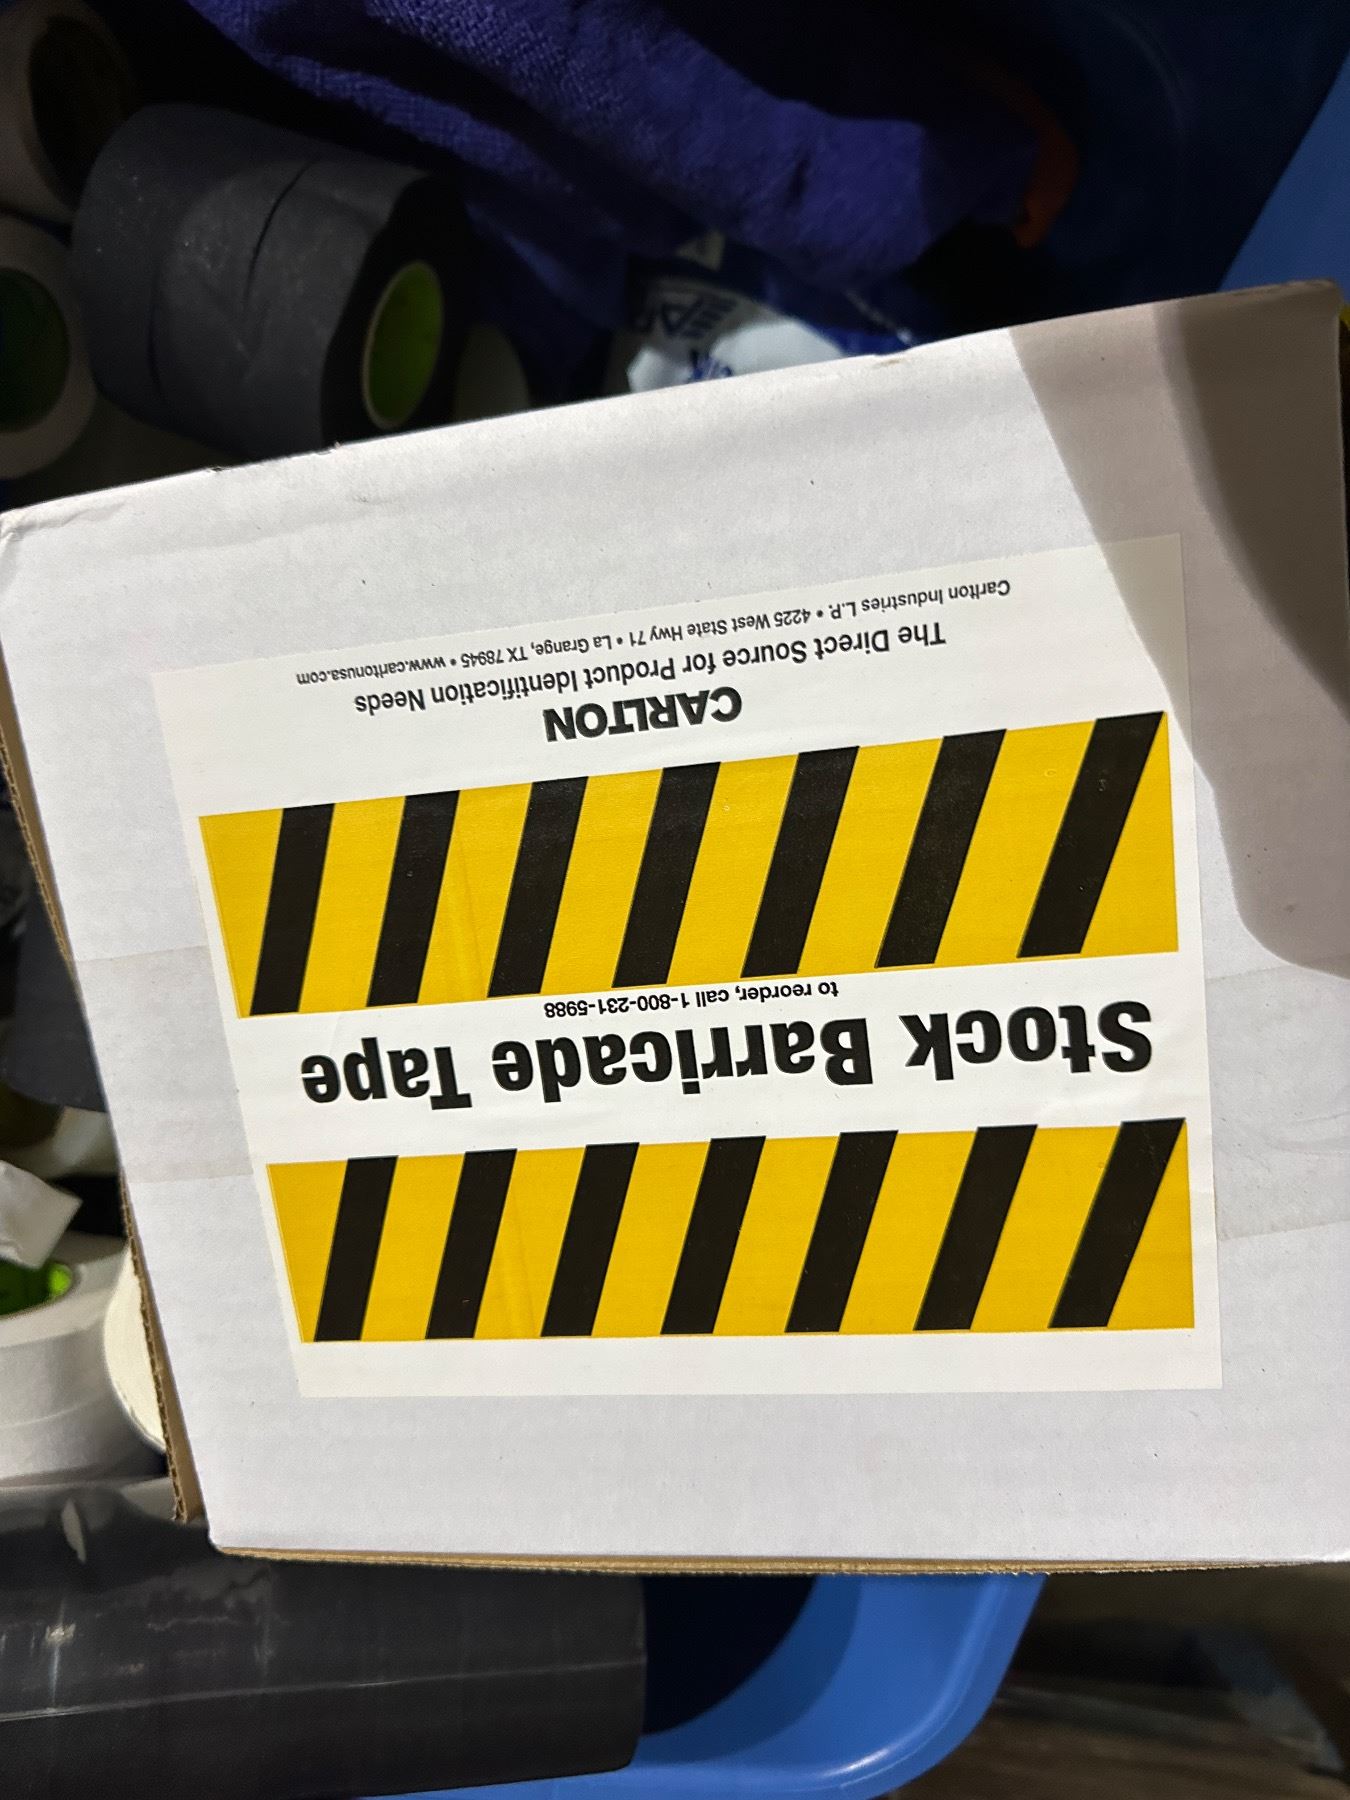 Stock Barricade Tape
to reorder, call 1-800-231-5988
CARLTON
The Direct Source for Product Identification Needs
Carlton Industries L.P. • 4225 West State Hwy 71 • La Grange, TX 78945 • www.carltonusa.com